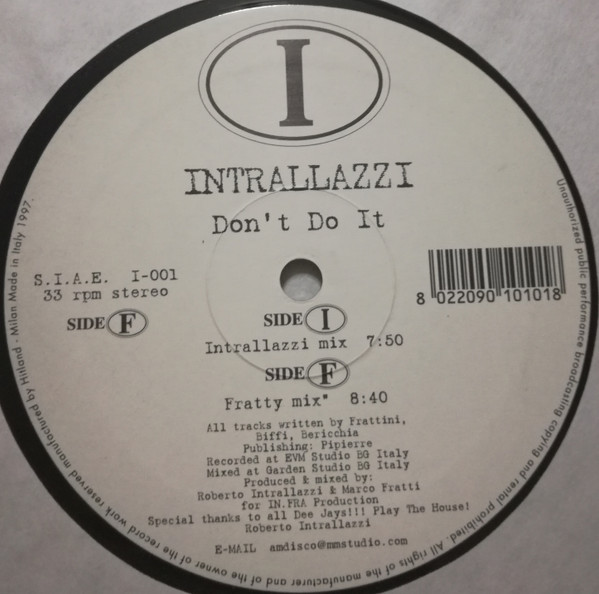 I
INTRALLAZZI
Don't Do It
S.I.A.E. I-001
33 rpm stereo
SIDE F
8 022090 101018
SIDE I
Intrallazzi mix 7:50
SIDE F
Fratty mix" 8:40
All tracks written by Frattini,
Biffi, Bericchia
Publishing: Pipierre
Recorded at EVM Studio BG Italy
Mixed at Garden Studio BG Italy
Produced & mixed by:
Roberto Intrallazzi & Marco Fratti
for IN.FRA Production
Special thanks to all Dee Jays!!! Play The House!
Roberto Intrallazzi
E-MAIL amdisco@mmstudio.com
Unauthorized public performance broadcasting copying and rental prohibited. All rights of the manufacturer and of the owner of the record work reserved manufactured by Hiland - Milan Made in Italy 1997.